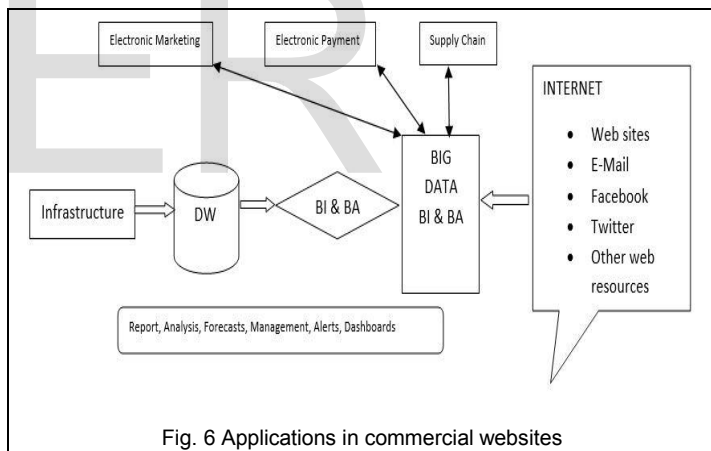 ER
Electronic Marketing
Electronic Payment
Supply Chain
INTERNET
• Web sites
• E-Mail
• Facebook
• Twitter
• Other web
resources
BIG
DATA
BI & BA
Infrastructure
DW
BI & BA
Report, Analysis, Forecasts, Management, Alerts, Dashboards
Fig. 6 Applications in commercial websites